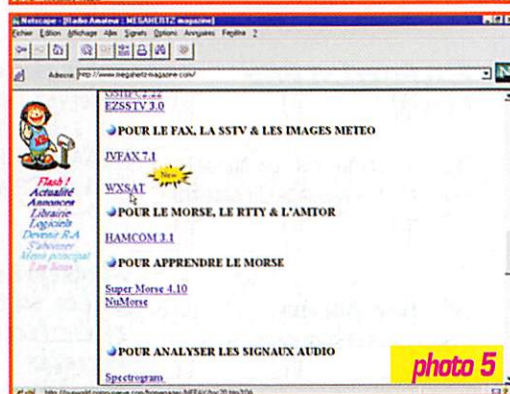 Netscape - [Radio Amateur : MEGAHERTZ magazine]
Fichier Edition Affichage Aller Signets Options Annuaires Fenêtre ?
Adresse: http://www.megahertz-magazine.com/
EZSSTV 3.0
POUR LE FAX, LA SSTV & LES IMAGES METEO
JVFAX 7.1
New
WXSAT
POUR LE MORSE, LE RTTY & L'AMTOR
HAMCOM 3.1
POUR APPRENDRE LE MORSE
Super Morse 4.10
NuMorse
POUR ANALYSER LES SIGNAUX AUDIO
Spectrogram
Flash !
Actualité
Annonces
Librairie
Logiciels
Devenir R.A
S'abonner
Menu principal
Les liens
photo 5